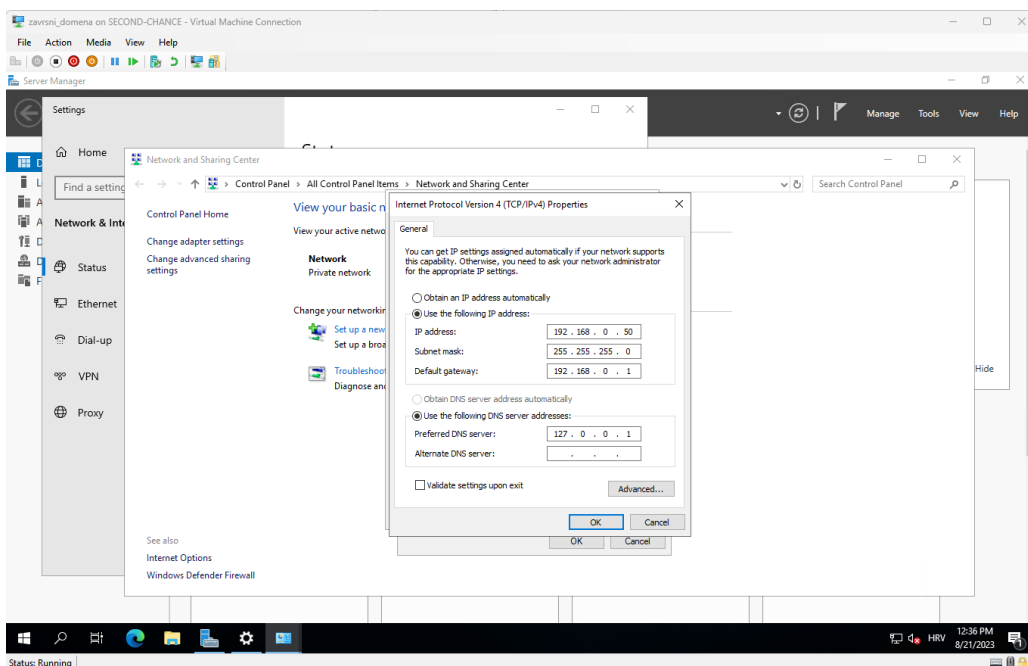 zavrsni_domena on SECOND-CHANCE - Virtual Machine Connection
File Action Media View Help
Server Manager
Manage Tools View Help
Settings
Home
Find a setting
Network & Inte
Status
Ethernet
Dial-up
VPN
Proxy
Network and Sharing Center
Control Panel > All Control Panel Items > Network and Sharing Center
Search Control Panel
Control Panel Home
Change adapter settings
Change advanced sharing
settings
View your basic n
View your active netwo
Network
Private network
Change your networkin
Set up a new
Set up a broa
Troubleshoot
Diagnose an
See also
Internet Options
Windows Defender Firewall
Internet Protocol Version 4 (TCP/IPv4) Properties
General
You can get IP settings assigned automatically if your network supports
this capability. Otherwise, you need to ask your network administrator
for the appropriate IP settings.
Obtain an IP address automatically
Use the following IP address:
IP address: 192 . 168 . 0 . 50
Subnet mask: 255 . 255 . 255 . 0
Default gateway: 192 . 168 . 0 . 1
Obtain DNS server address automatically
Use the following DNS server addresses:
Preferred DNS server: 127 . 0 . 0 . 1
Alternate DNS server: . . .
Validate settings upon exit
Advanced...
OK Cancel
OK Cancel
Hide
HRV
12:36 PM
8/21/2023
Status: Running